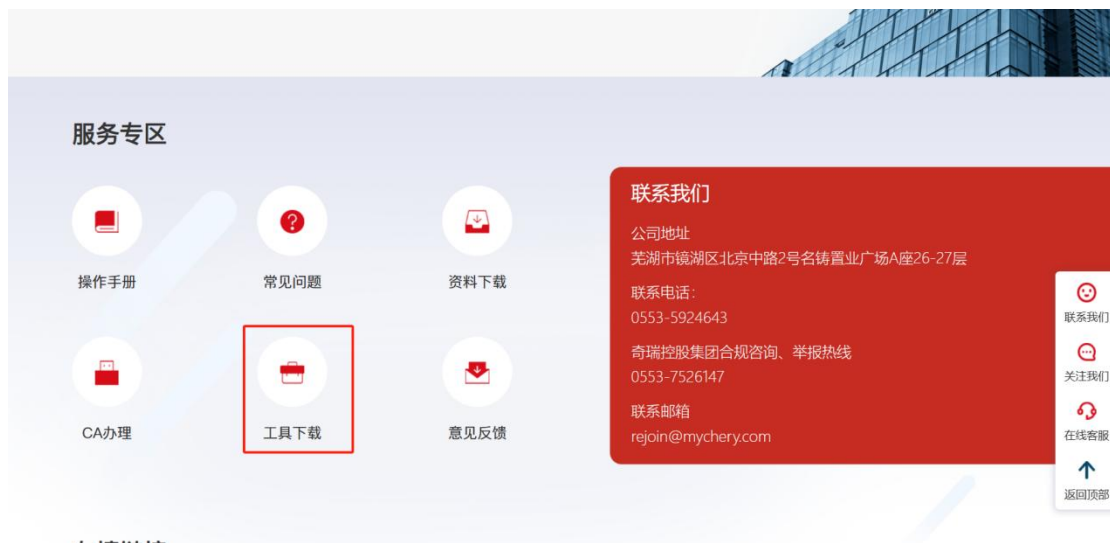 服务专区
操作手册
常见问题
资料下载
CA办理
工具下载
意见反馈
联系我们
公司地址
芜湖市镜湖区北京中路2号名铸置业广场A座26-27层
联系电话：
0553-5924643
奇瑞控股集团合规咨询、举报热线
0553-7526147
联系邮箱
rejoin@mychery.com
联系我们
关注我们
在线客服
返回顶部